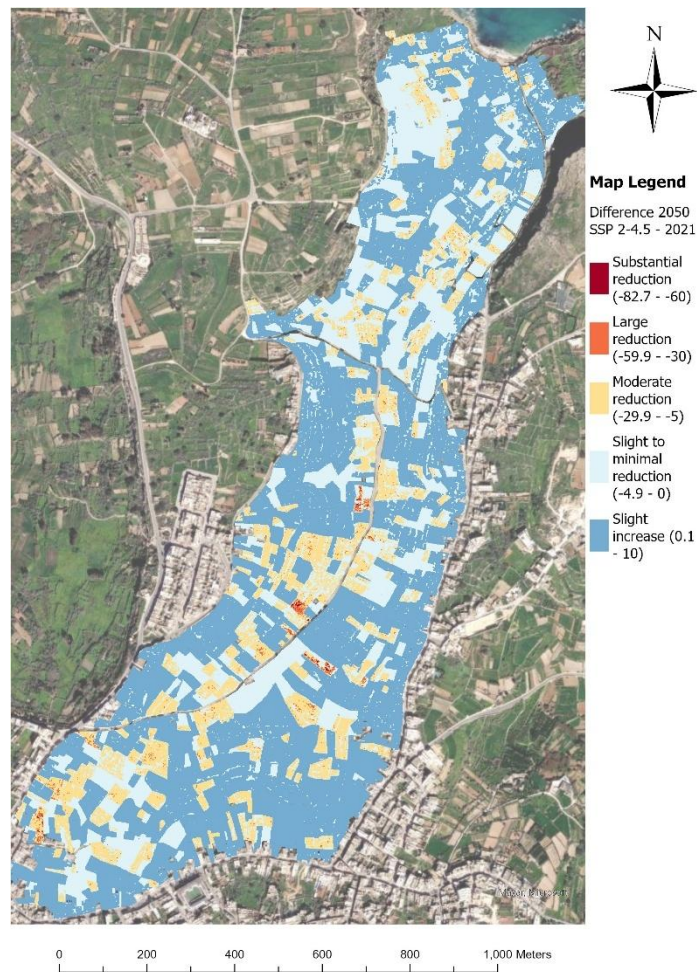 N
Map Legend
Difference 2050
SSP 2-4.5 - 2021
Substantial
reduction
(-82.7 - -60)
Large
reduction
(-59.9 - -30)
Moderate
reduction
(-29.9 - -5)
Slight to
minimal
reduction
(-4.9 - 0)
Slight
increase (0.1
- 10)
0 200 400 600 800 1,000 Meters